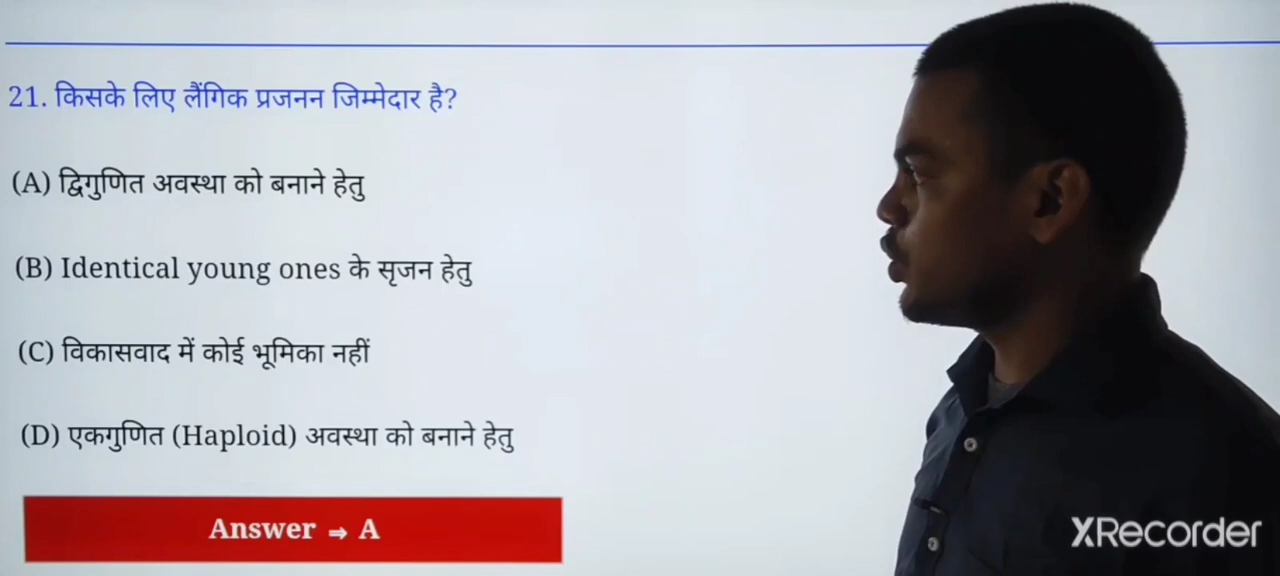 21. किसके लिए लैंगिक प्रजनन जिम्मेदार है?
(A) द्विगुणित अवस्था को बनाने हेतु
(B) Identical young ones के सृजन हेतु
(C) विकासवाद में कोई भूमिका नहीं
(D) एकगुणित (Haploid) अवस्था को बनाने हेतु
Answer ⇒ A
XRecorder